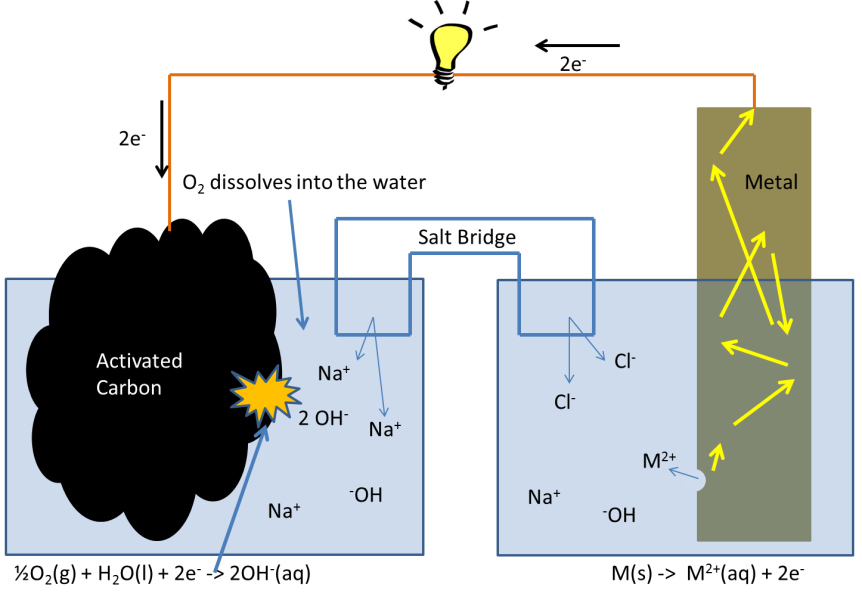 2e⁻
2e⁻
O₂ dissolves into the water
Metal
Salt Bridge
Activated
Carbon
Na⁺
Cl⁻
2 OH⁻
Na⁺
Cl⁻
M²⁺
Na⁺
⁻OH
Na⁺
⁻OH
½O₂(g) + H₂O(l) + 2e⁻ -> 2OH⁻(aq)
M(s) -> M²⁺(aq) + 2e⁻